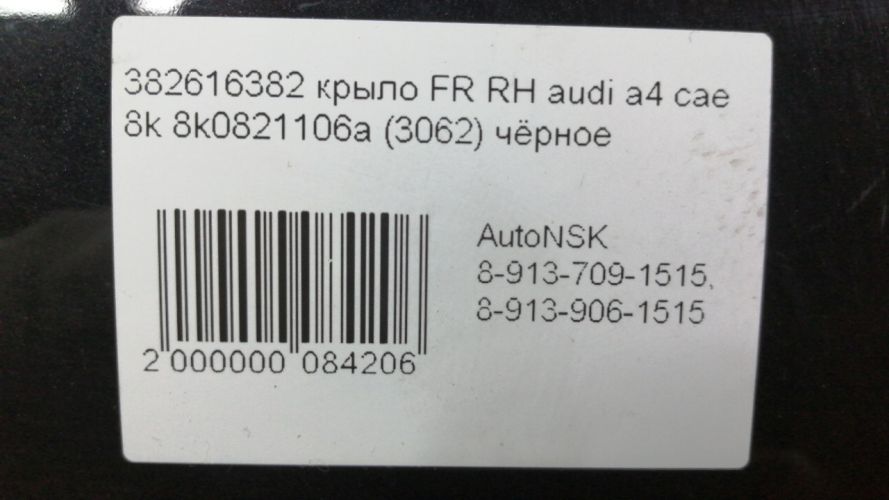 382616382 крыло FR RH audi a4 cae
8k 8k0821106a (3062) чёрное
AutoNSK
8-913-709-1515,
8-913-906-1515
2 000000 084206